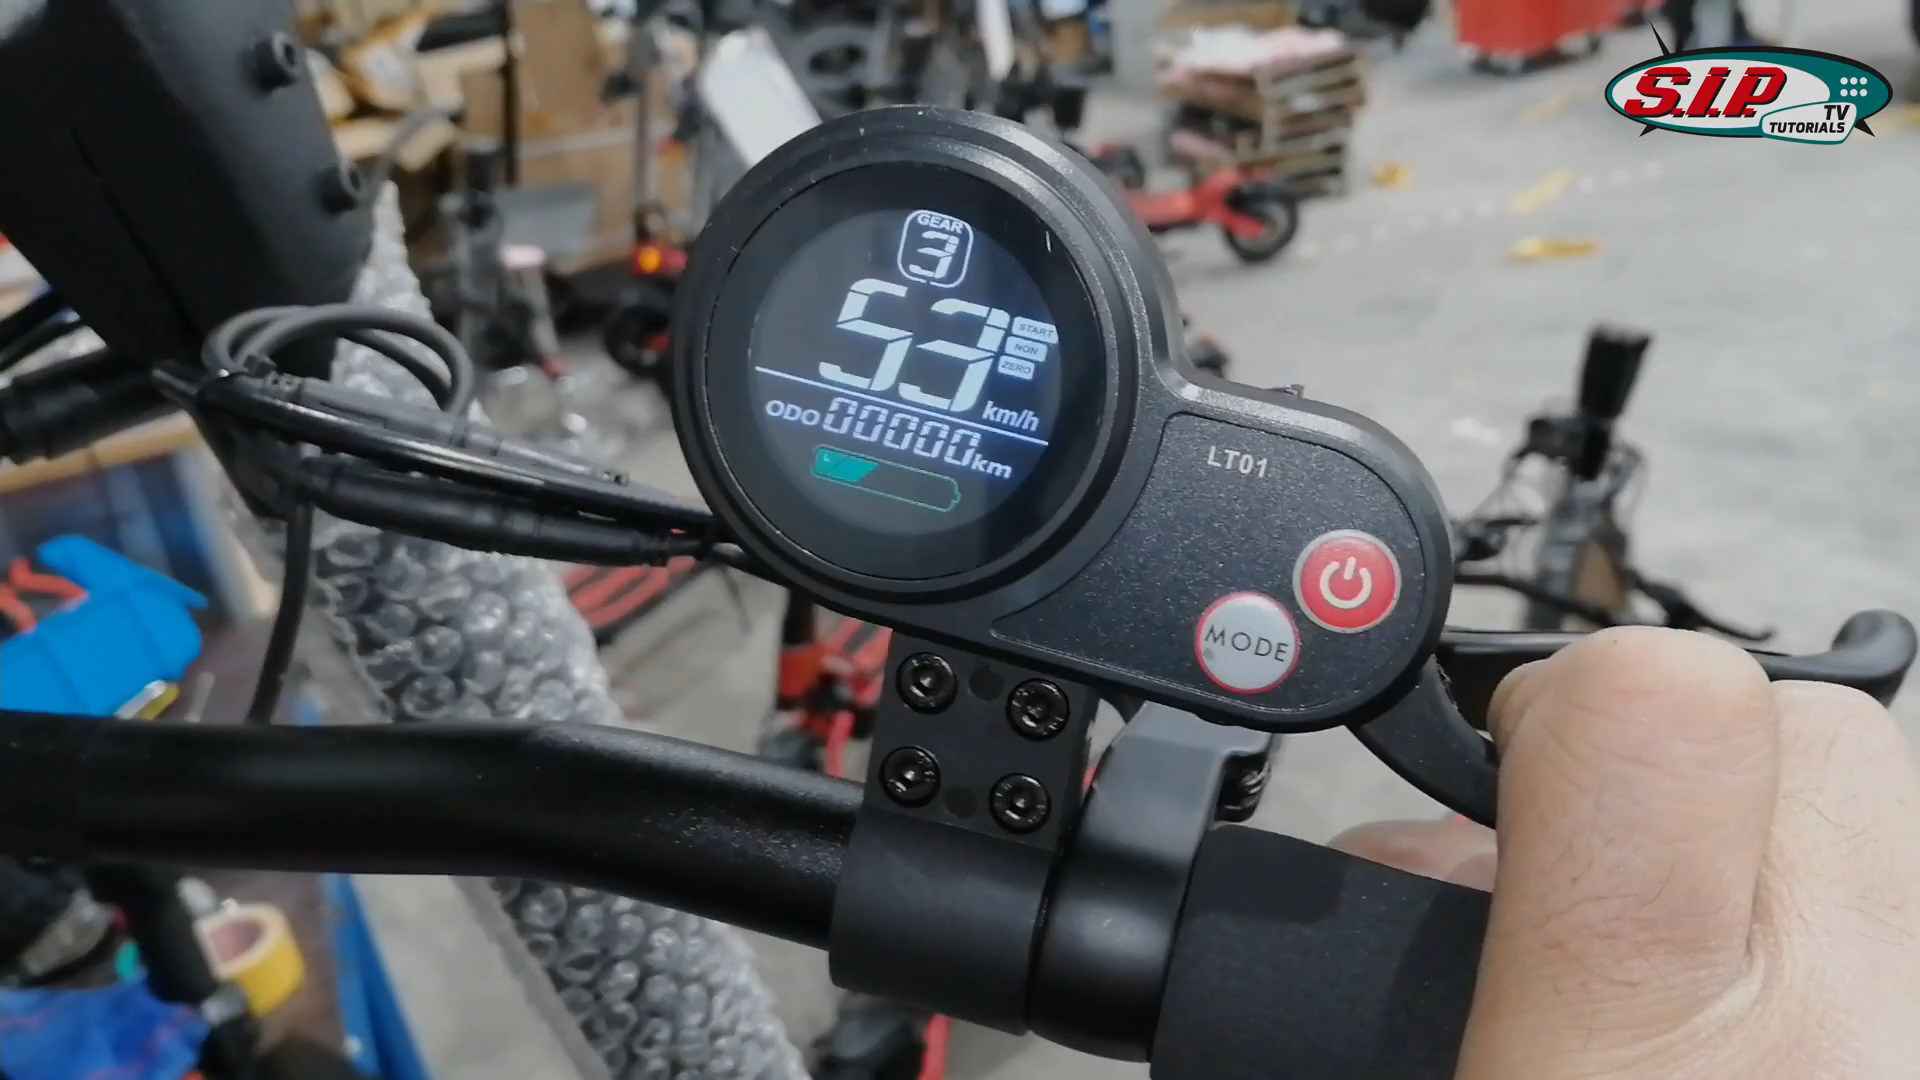 S.I.P.
TV
TUTORIALS
GEAR
3
53
START
NON
ZERO
km/h
ODO 00000 km
LT01
MODE